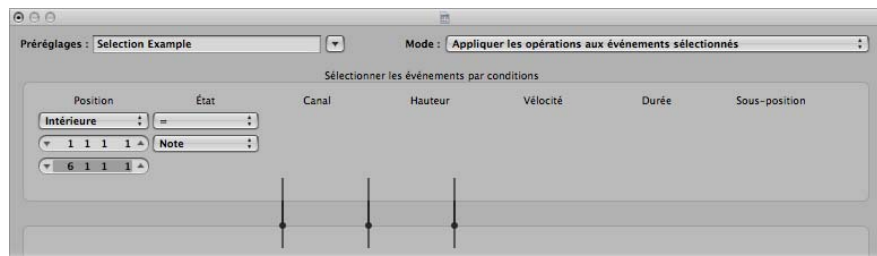 Préréglages : Selection Example Mode : Appliquer les opérations aux événements sélectionnés
Sélectionner les événements par conditions
Position État Canal Hauteur Vélocité Durée Sous-position
Intérieure =
1 1 1 1 Note
6 1 1 1